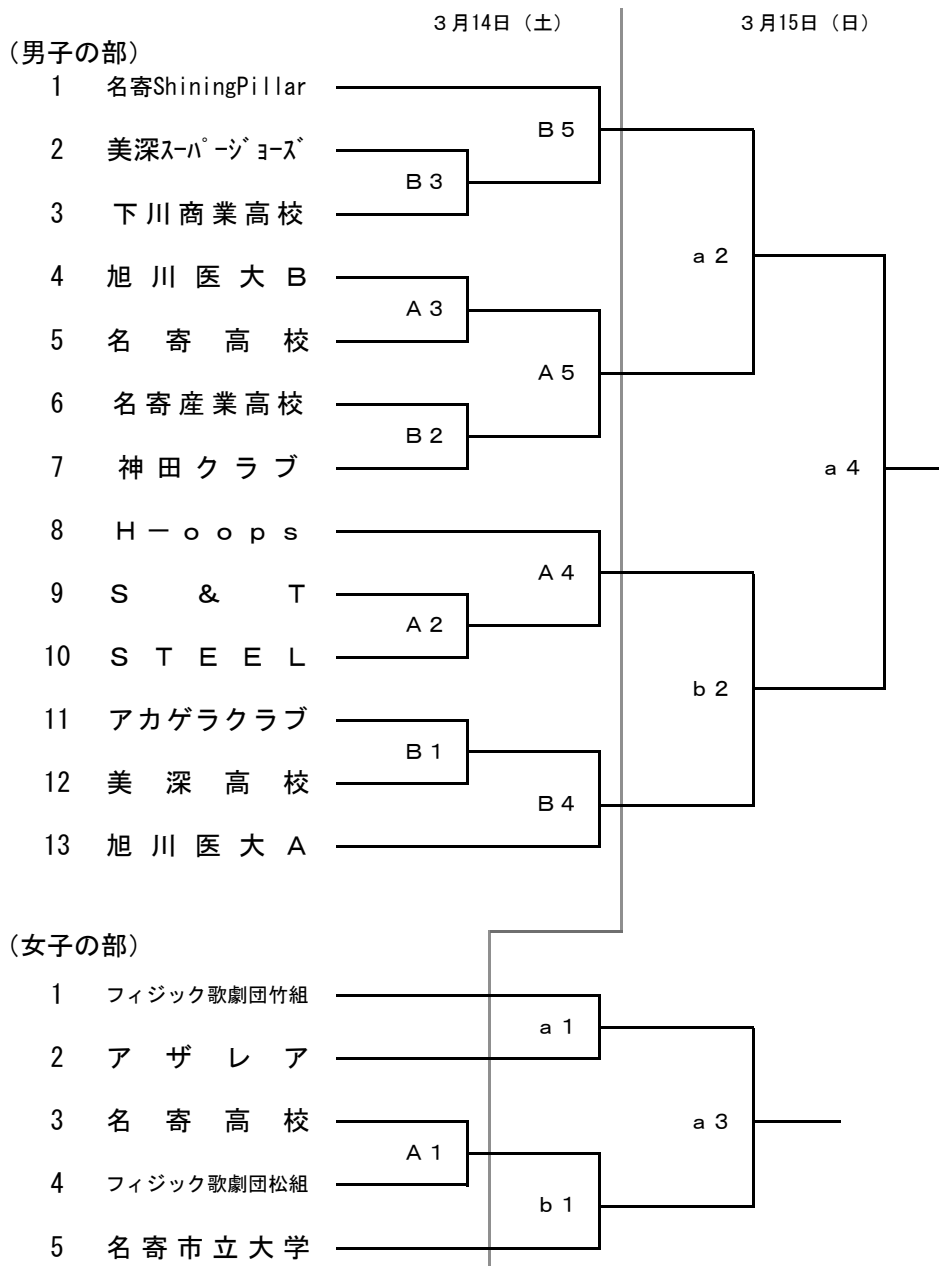 3月14日（土） 3月15日（日）
（男子の部）
1 名寄ShiningPillar
B5
2 美深ｽｰﾊﾟｰｼﾞｮｰｽﾞ
B3
3 下川商業高校
a2
4 旭川医大B
A3
5 名寄高校
A5
6 名寄産業高校
B2
7 神田クラブ
a4
8 H－oops
A4
9 S&T
A2
10 STEEL
b2
11 アカゲラクラブ
B1
12 美深高校
B4
13 旭川医大A
（女子の部）
1 フィジック歌劇団竹組
a1
2 アザレア
3 名寄高校
a3
A1
4 フィジック歌劇団松組
b1
5 名寄市立大学